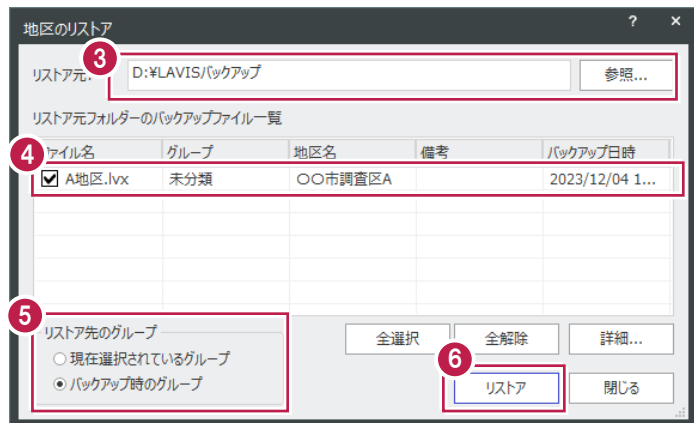 地区のリストア ? ×
3
リストア元: D:¥LAVIS/バックアップ 参照...
リストア元フォルダーのバックアップファイル一覧
4
ファイル名 グループ 地区名 備考 バックアップ日時
A地区.lvx 未分類 〇〇市調査区A 2023/12/04 1...
5
リストア先のグループ 全選択 全解除 詳細...
現在選択されているグループ
6
バックアップ時のグループ リストア 閉じる